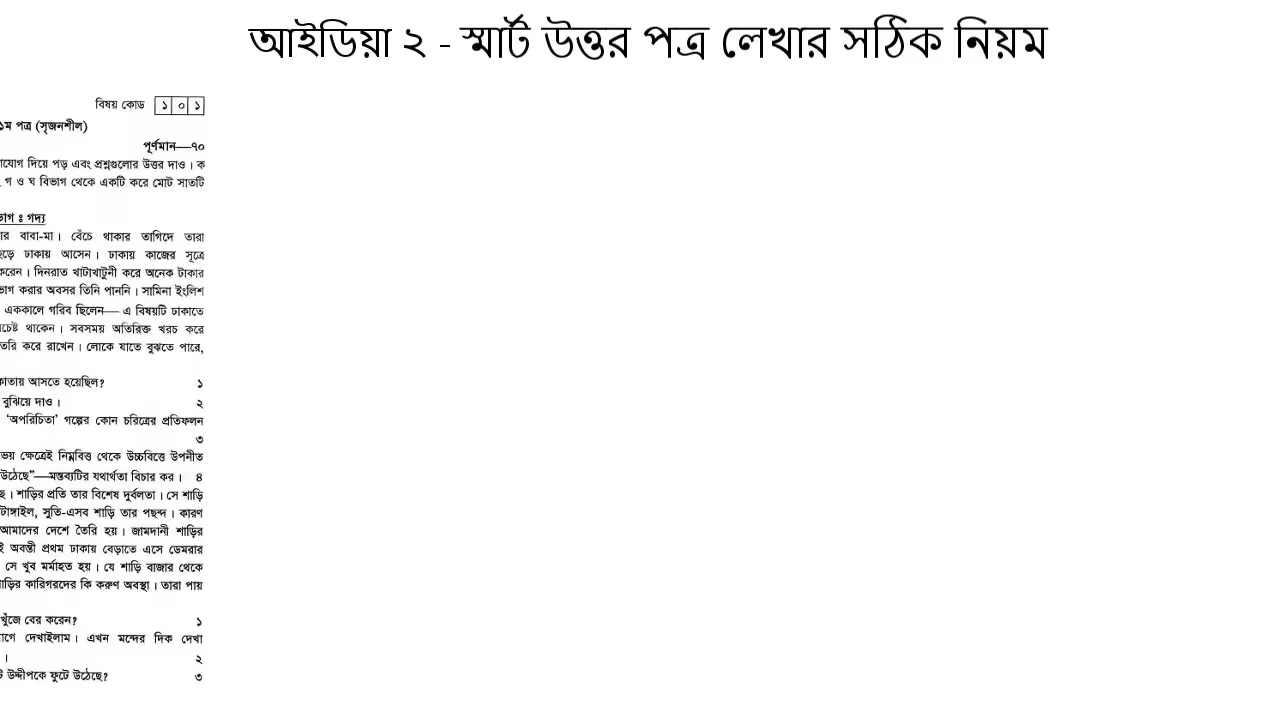 আইডিয়া ২ - স্মার্ট উত্তর পত্র লেখার সঠিক নিয়ম
বিষয় কোড ১ ০ ১
১ম পত্র (সৃজনশীল)
পূর্ণমান—৭০
দিয়ে পড় এবং প্রশ্নগুলোর উত্তর দাও। ক
গ ও ঘ বিভাগ থেকে একটি করে মোট সাতটি
গদ্য
বাবা-মা। বেঁচে থাকার তাগিদে তারা
ঢাকায় আসেন। ঢাকায় কাজের সূত্রে
করেন। দিনরাত খাটাখাটুনী করে অনেক টাকার
করার অবসর তিনি পাননি। সামিনা ইংলিশ
এককালে গরিব ছিলেন— এ বিষয়টি ঢাকাতে
থাকেন। সবসময় অতিরিক্ত খরচ করে
করে রাখেন। লোকে যাতে বুঝতে পারে,
আসতে হয়েছিল? ১
বুঝিয়ে দাও। ২
‘অপরিচিতা’ গল্পের কোন চরিত্রের প্রতিফলন
৩
ক্ষেত্রেই নিম্নবিত্ত থেকে উচ্চবিত্তে উপনীত
উঠেছে”—মন্তব্যটির যথার্থতা বিচার কর। ৪
শাড়ির প্রতি তার বিশেষ দুর্বলতা। সে শাড়ি
টাঙ্গাইল, সুতি-এসব শাড়ি তার পছন্দ। কারণ
আমাদের দেশে তৈরি হয়। জামদানী শাড়ির
অবন্তী প্রথম ঢাকায় বেড়াতে এসে ডেমরার
সে খুব মর্মাহত হয়। যে শাড়ি বাজার থেকে
কারিগরদের কি করুণ অবস্থা। তারা পায়
খুঁজে বের করেন? ১
দেখাইলাম। এখন মন্দের দিক দেখা
। ২
উদ্দীপকে ফুটে উঠেছে? ৩